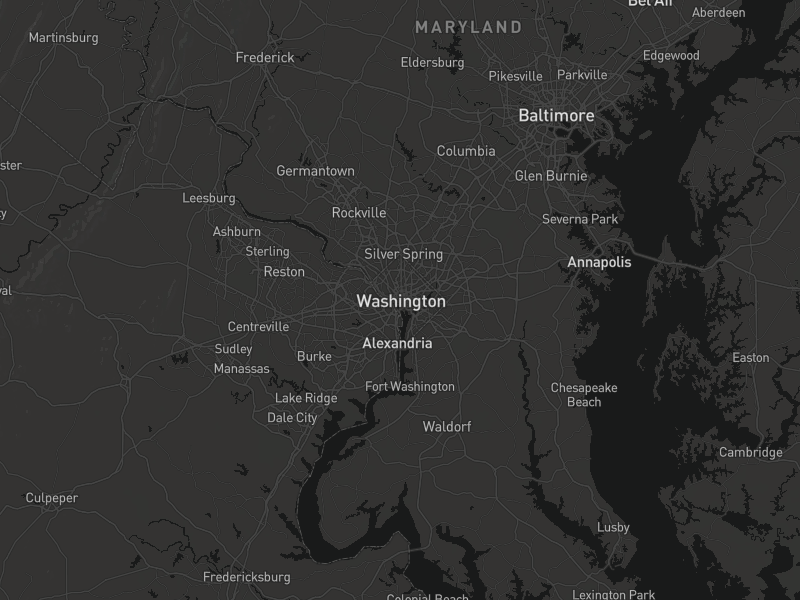 Bel Air
Aberdeen
MARYLAND
Martinsburg
Frederick
Eldersburg
Edgewood
Pikesville
Parkville
Baltimore
Columbia
ster
Germantown
Glen Burnie
Leesburg
Rockville
ty
Severna Park
Ashburn
Sterling
Silver Spring
Reston
Annapolis
val
Washington
Centreville
Alexandria
Sudley
Burke
Easton
Manassas
Fort Washington
Chesapeake
Beach
Lake Ridge
Dale City
Waldorf
Cambridge
Culpeper
Lusby
Fredericksburg
Colonial Beach
Lexington Park